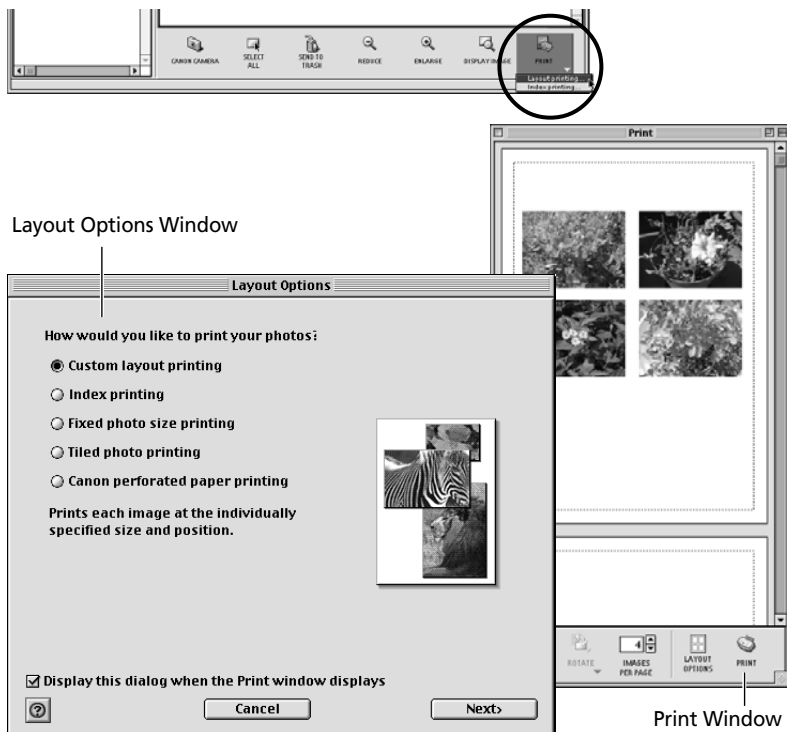 CANON CAMERA
SELECT ALL
SEND TO TRASH
REDUCE
ENLARGE
DISPLAY IMAGE
PRINT
Layout printing...
Index printing...
Print
Layout Options Window
Layout Options
How would you like to print your photos?
Custom layout printing
Index printing
Fixed photo size printing
Tiled photo printing
Canon perforated paper printing
Prints each image at the individually
specified size and position.
ROTATE
4
IMAGES
PER PAGE
LAYOUT
OPTIONS
PRINT
Display this dialog when the Print window displays
?
Cancel
Next>
Print Window